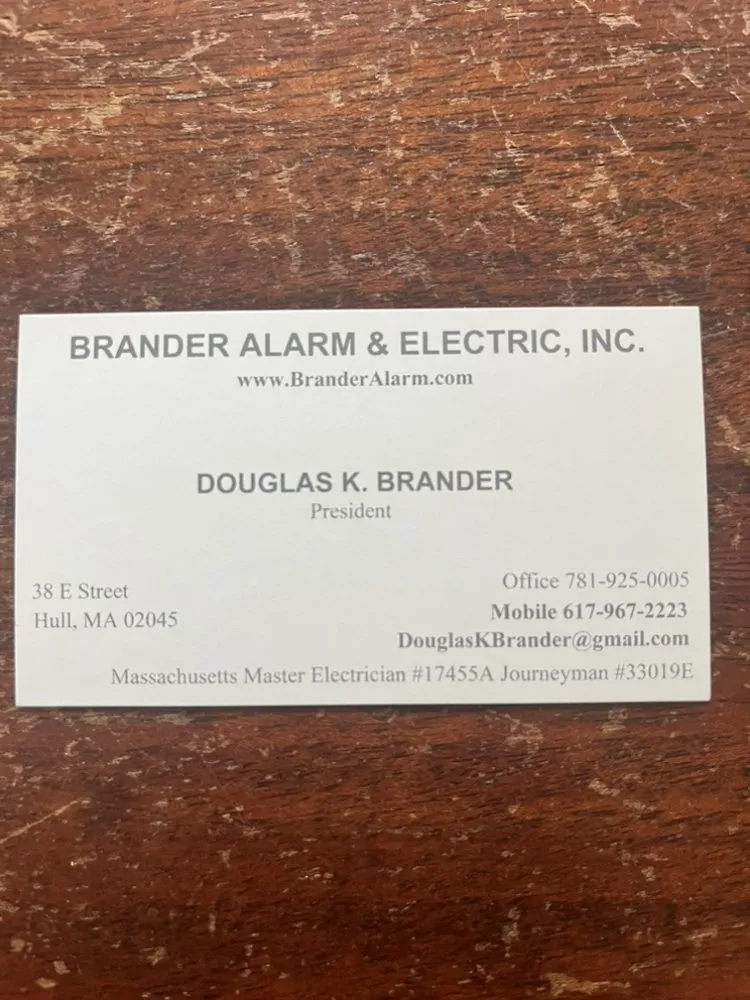 BRANDER ALARM & ELECTRIC, INC.
www.BranderAlarm.com
DOUGLAS K. BRANDER
President
38 E Street
Hull, MA 02045
Office 781-925-0005
Mobile 617-967-2223
DouglasKBrander@gmail.com
Massachusetts Master Electrician #17455A Journeyman #33019E